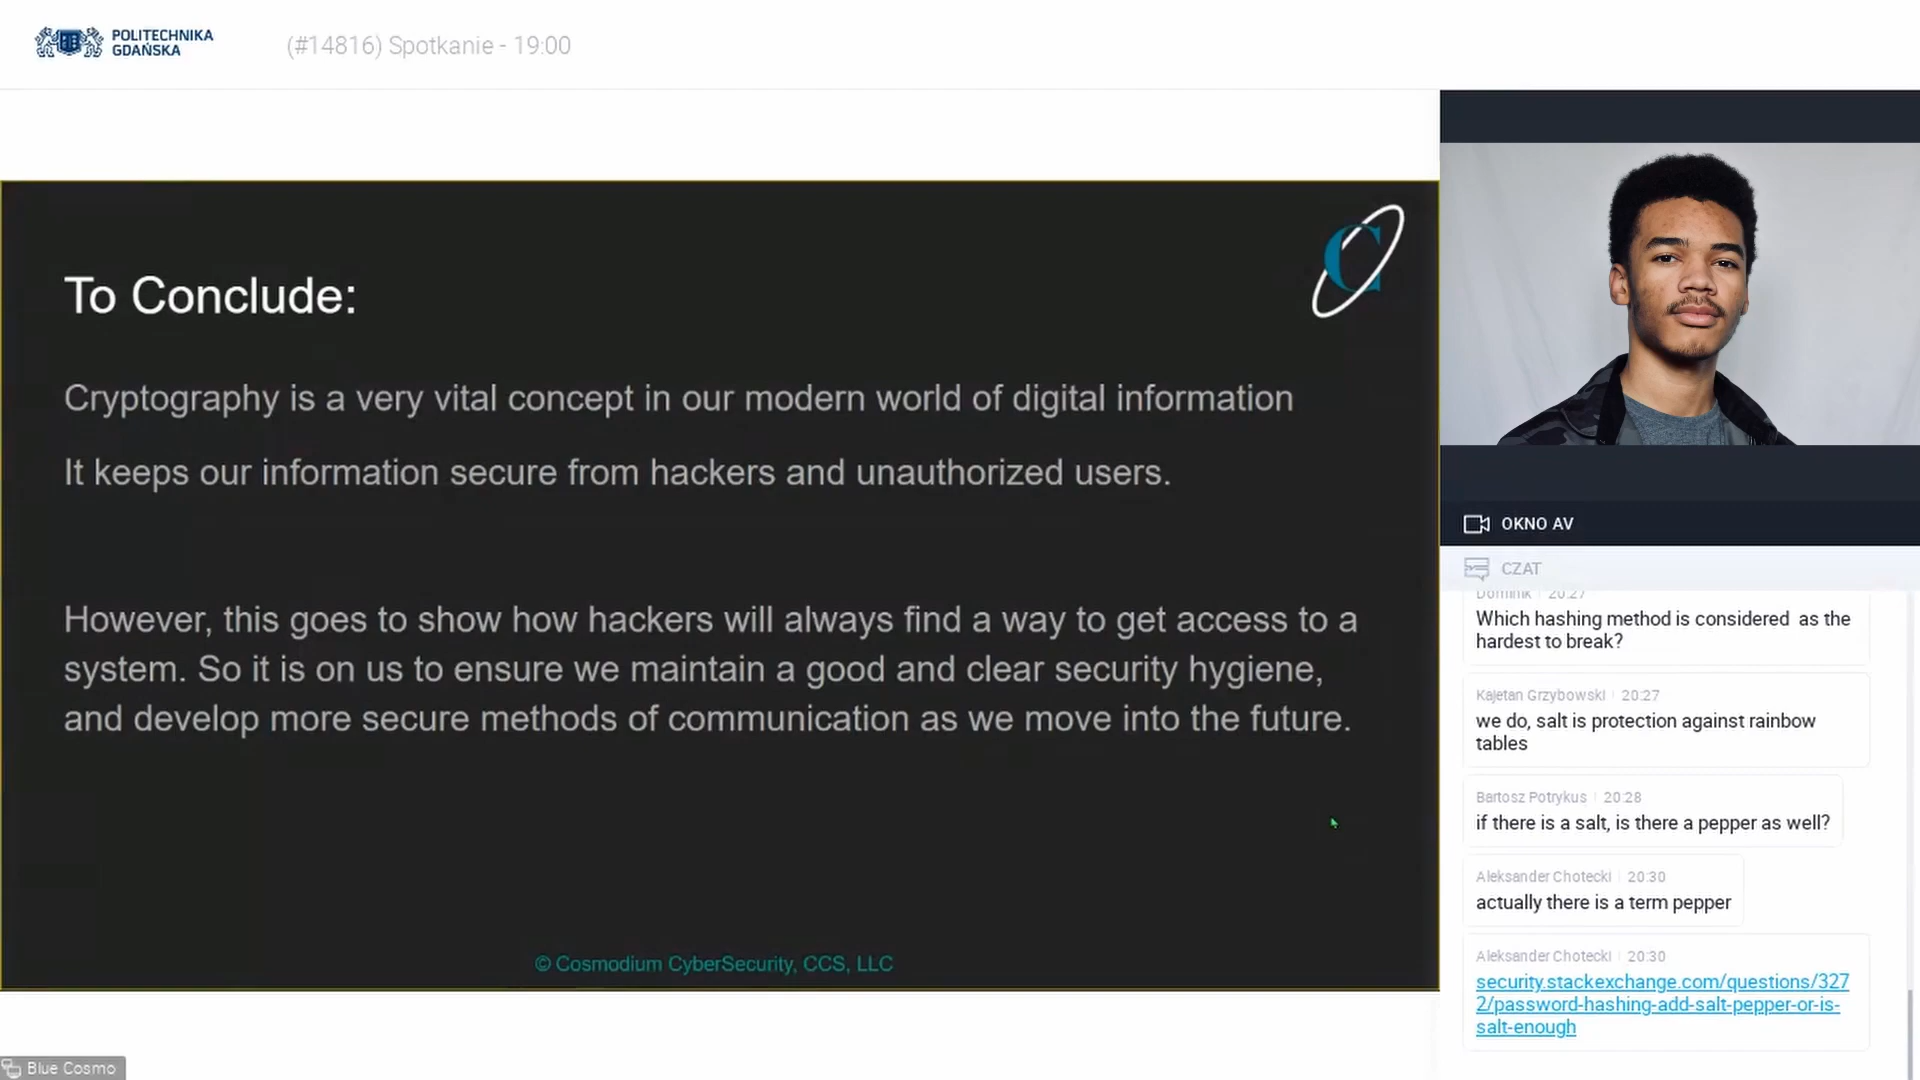 POLITECHNIKA
GDAŃSKA
(#14816) Spotkanie - 19:00
To Conclude:
Cryptography is a very vital concept in our modern world of digital information
It keeps our information secure from hackers and unauthorized users.
However, this goes to show how hackers will always find a way to get access to a
system. So it is on us to ensure we maintain a good and clear security hygiene,
and develop more secure methods of communication as we move into the future.
© Cosmodium CyberSecurity, CCS, LLC
Blue Cosmo
OKNO AV
CZAT
Dominik 20:27
Which hashing method is considered as the
hardest to break?
Kajetan Grzybowski 20:27
we do, salt is protection against rainbow
tables
Bartosz Potrykus 20:28
if there is a salt, is there a pepper as well?
Aleksander Chotecki 20:30
actually there is a term pepper
Aleksander Chotecki 20:30
security.stackexchange.com/questions/327
2/password-hashing-add-salt-pepper-or-is-
salt-enough